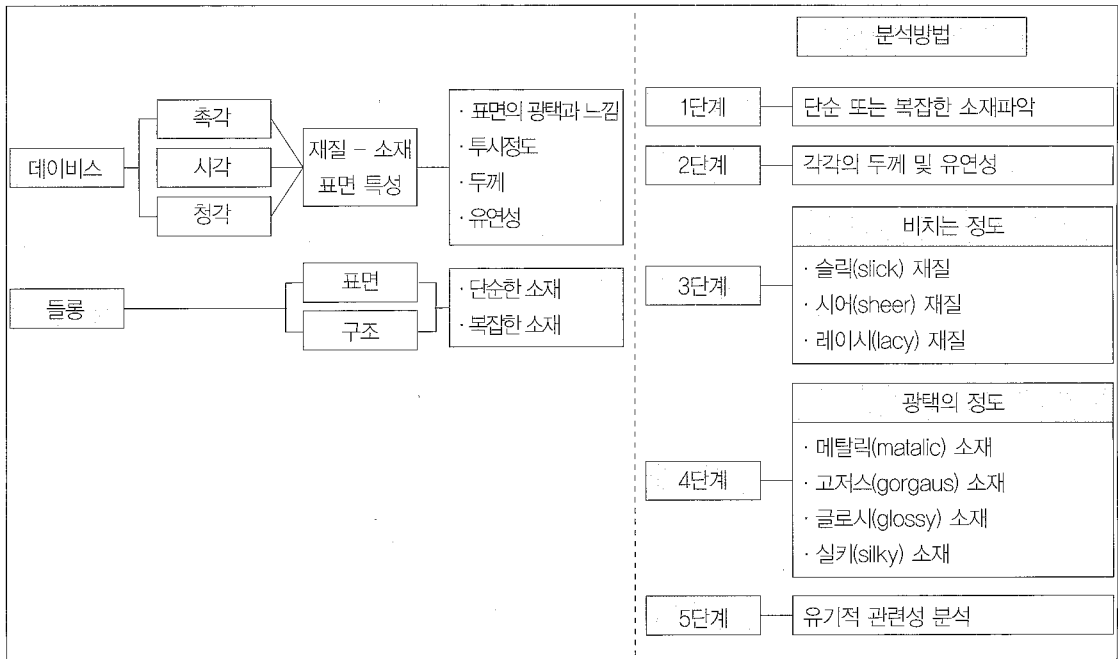 데이비스
촉각
시각
청각
재질 - 소재
표면 특성
· 표면의 광택과 느낌
· 투시정도
· 두께
· 유연성
들롱
표면
구조
· 단순한 소재
· 복잡한 소재
분석방법
1단계
단순 또는 복잡한 소재파악
2단계
각각의 두께 및 유연성
3단계
비치는 정도
· 슬릭(slick) 재질
· 시어(sheer) 재질
· 레이시(lacy) 재질
4단계
광택의 정도
· 메탈릭(matalic) 소재
· 고저스(gorgaus) 소재
· 글로시(glossy) 소재
· 실키(silky) 소재
5단계
유기적 관련성 분석